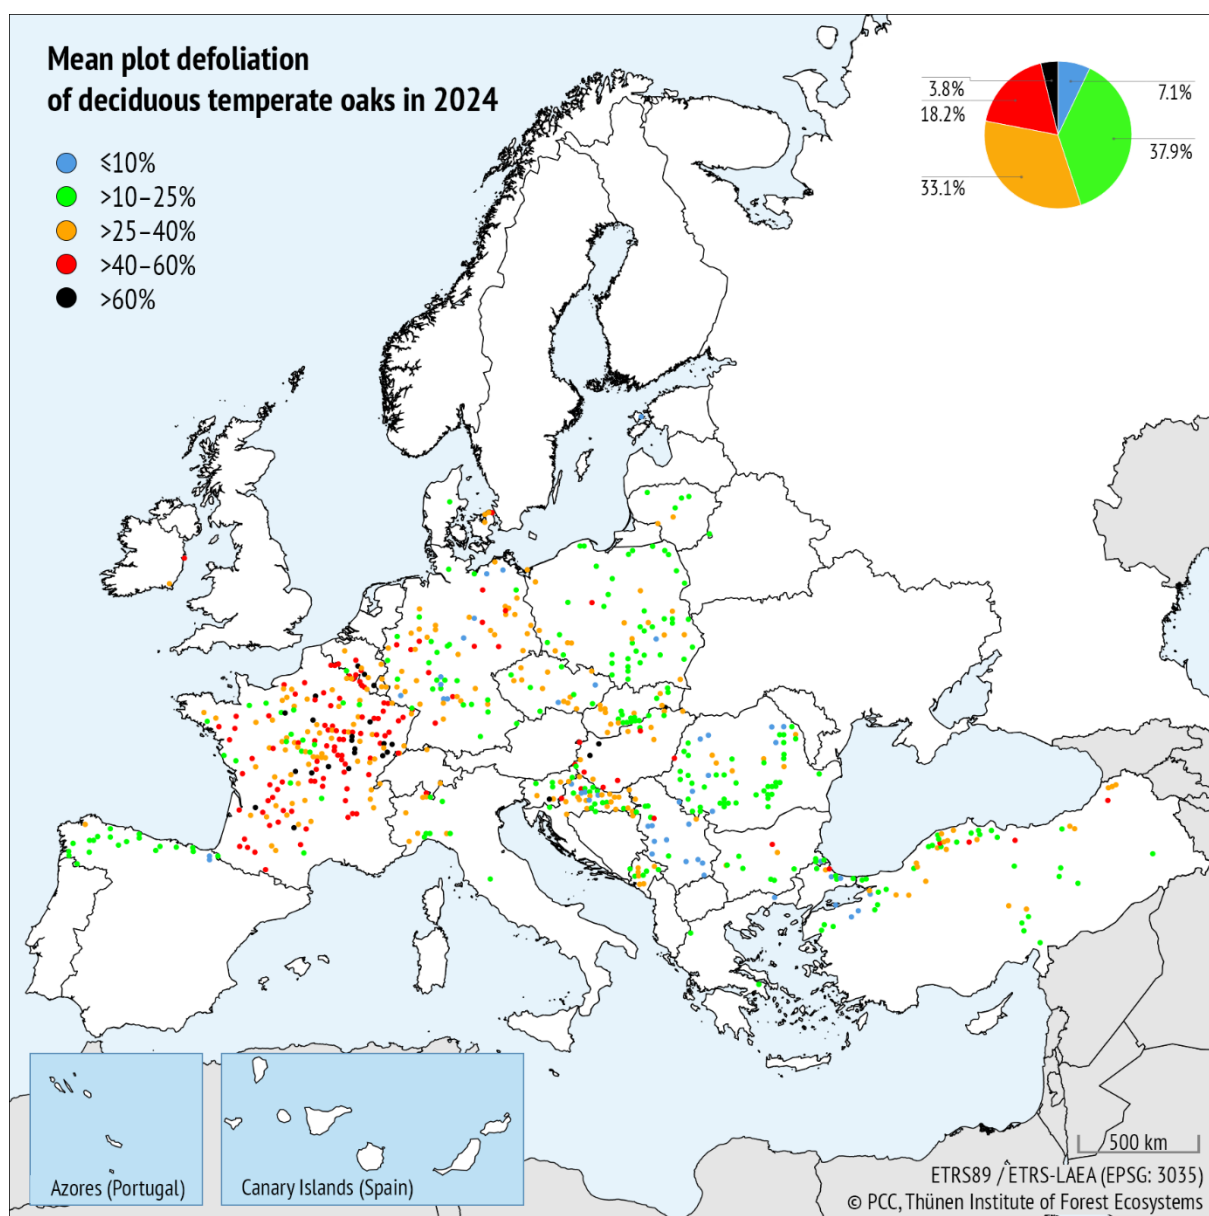 Mean plot defoliation
of deciduous temperate oaks in 2024
≤10%
>10–25%
>25–40%
>40–60%
>60%
3.8%
7.1%
18.2%
37.9%
33.1%
Azores (Portugal)
Canary Islands (Spain)
500 km
ETRS89 / ETRS-LAEA (EPSG: 3035)
© PCC, Thünen Institute of Forest Ecosystems